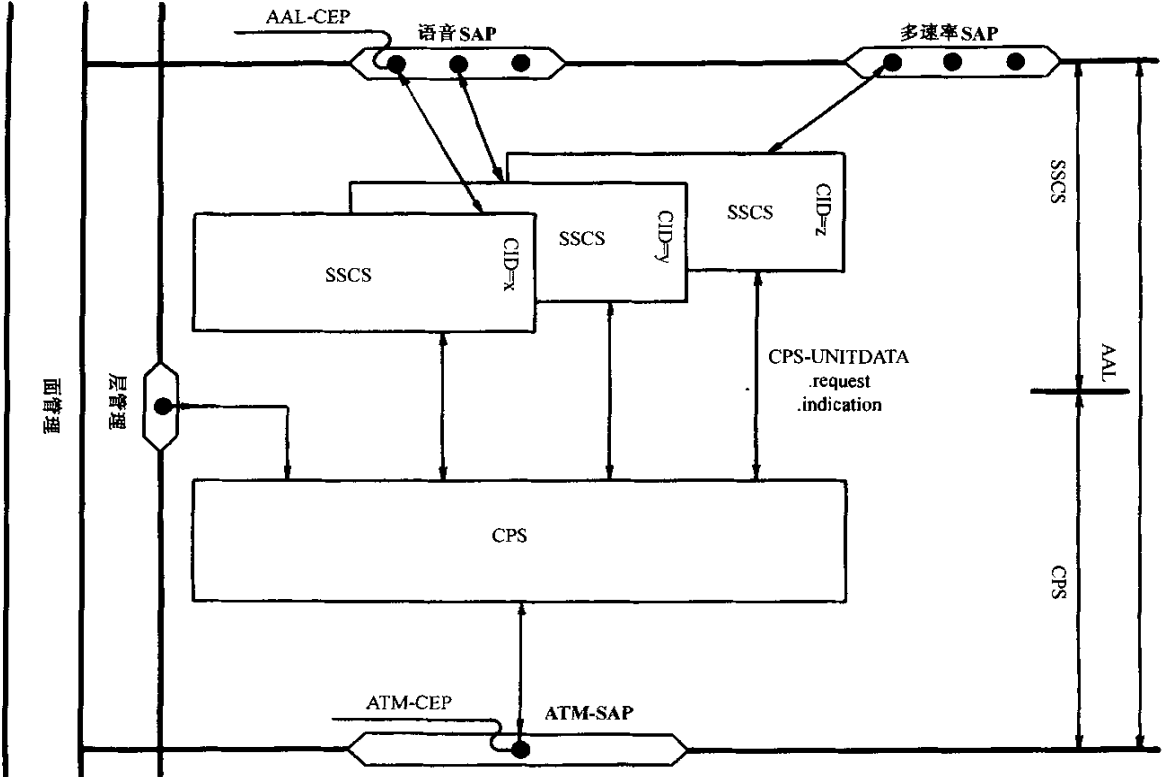 AAL-CEP
语音SAP
多速率SAP
SSCS
CID=z
SSCS
CID=y
SSCS
CID=x
SSCS
AAL
CPS-UNITDATA
.request
.indication
面管理
层管理
CPS
CPS
ATM-CEP
ATM-SAP